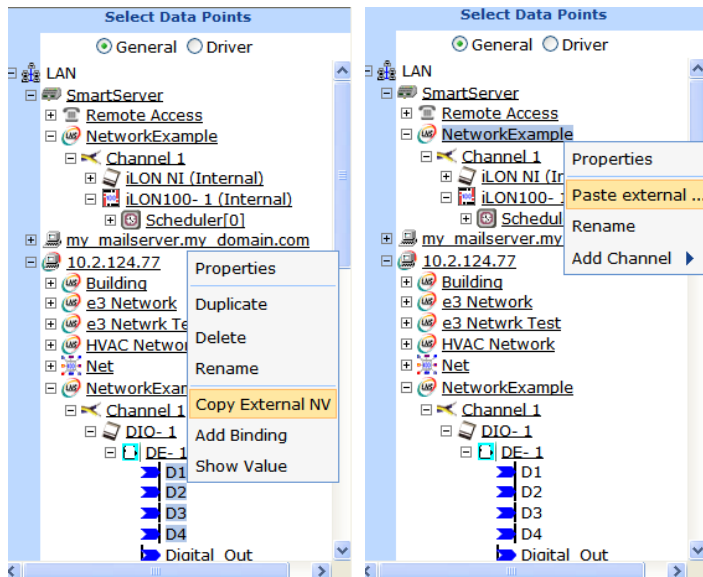 Select Data Points
General Driver
LAN
SmartServer
Remote Access
NetworkExample
Channel 1
iLON NI (Internal)
iLON100- 1 (Internal)
Scheduler[0]
my_mailserver.my_domain.com
10.2.124.77
Building
e3 Network
e3 Netwrk Te
HVAC Networ
Net
NetworkExar
Channel 1
DIO- 1
DE- 1
D1
D2
D3
D4
Digital_Out
Properties
Duplicate
Delete
Rename
Copy External NV
Add Binding
Show Value
Select Data Points
General Driver
LAN
SmartServer
Remote Access
NetworkExample
Channel 1
iLON NI (Ir
iLON100- 1
Schedul
my_mailserver.my
10.2.124.77
Building
e3 Network
e3 Netwrk Test
HVAC Network
Net
NetworkExample
Channel 1
DIO- 1
DE- 1
D1
D2
D3
D4
Digital_Out
Properties
Paste external ...
Rename
Add Channel